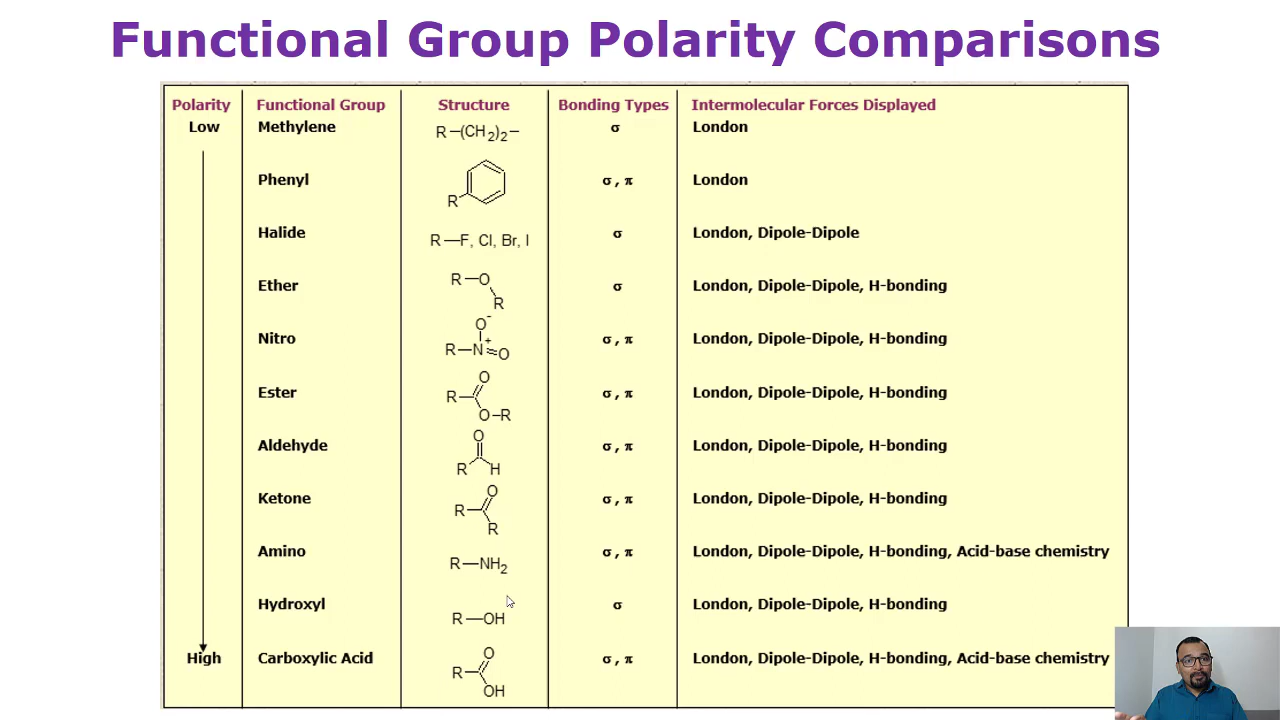 Functional Group Polarity Comparisons
Polarity Functional Group Structure Bonding Types Intermolecular Forces Displayed
Low Methylene R—(CH2)2— σ London
Phenyl R σ, π London
Halide R—F, Cl, Br, I σ London, Dipole-Dipole
Ether R—O R σ London, Dipole-Dipole, H-bonding
Nitro O- R—N+=O σ, π London, Dipole-Dipole, H-bonding
Ester O R O—R σ, π London, Dipole-Dipole, H-bonding
Aldehyde O R H σ, π London, Dipole-Dipole, H-bonding
Ketone O R R σ, π London, Dipole-Dipole, H-bonding
Amino R—NH2 σ, π London, Dipole-Dipole, H-bonding, Acid-base chemistry
Hydroxyl R—OH σ London, Dipole-Dipole, H-bonding
High Carboxylic Acid O R OH σ, π London, Dipole-Dipole, H-bonding, Acid-base chemistry